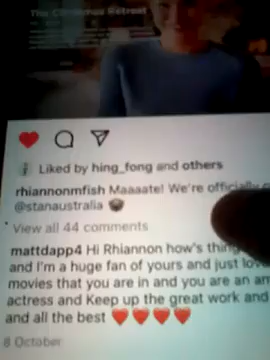 The Christmas Retreat
Liked by hing_fong and others
rhiannonmfish Maaaate! We're officially
@stanaustralia
View all 44 comments
mattdapp4 Hi Rhiannon how's
and I'm a huge fan of yours and just
movies that you are in and you are an
actress and Keep up the great work and
and all the best ❤️❤️❤️❤️
8 October